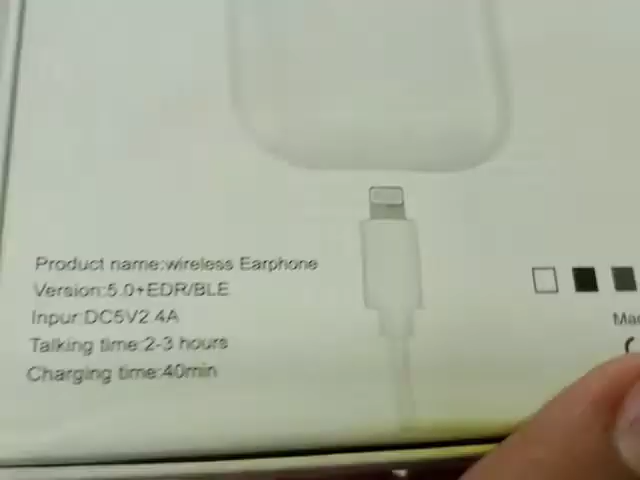 Product name:wireless Earphone
Version:5.0+EDR/BLE
Inpur:DC5V2.4A
Talking time:2-3 hours
Charging time:40min